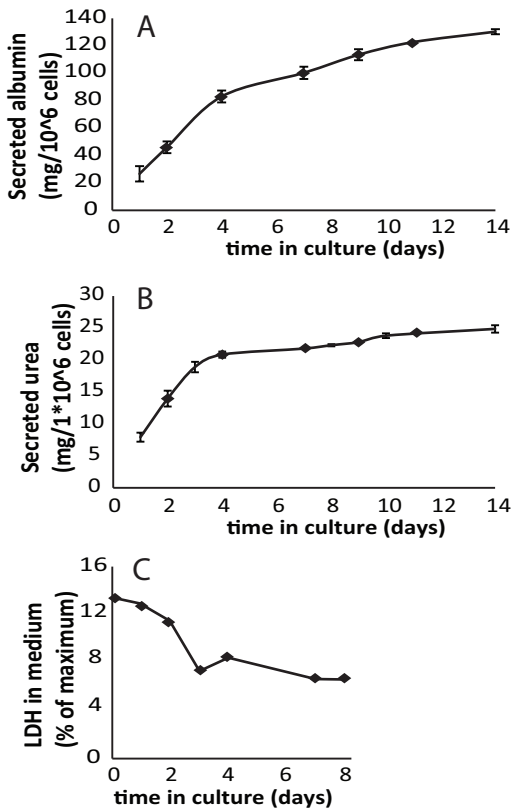 A
Secreted albumin
(mg/10^6 cells)
140
120
100
80
60
40
20
0
0 2 4 6 8 10 12 14
time in culture (days)
B
Secreted urea
(mg/1*10^6 cells)
30
25
20
15
10
5
0
0 2 4 6 8 10 12 14
time in culture (days)
C
LDH in medium
(% of maximum)
16
12
8
4
0
0 2 4 6 8
time in culture (days)